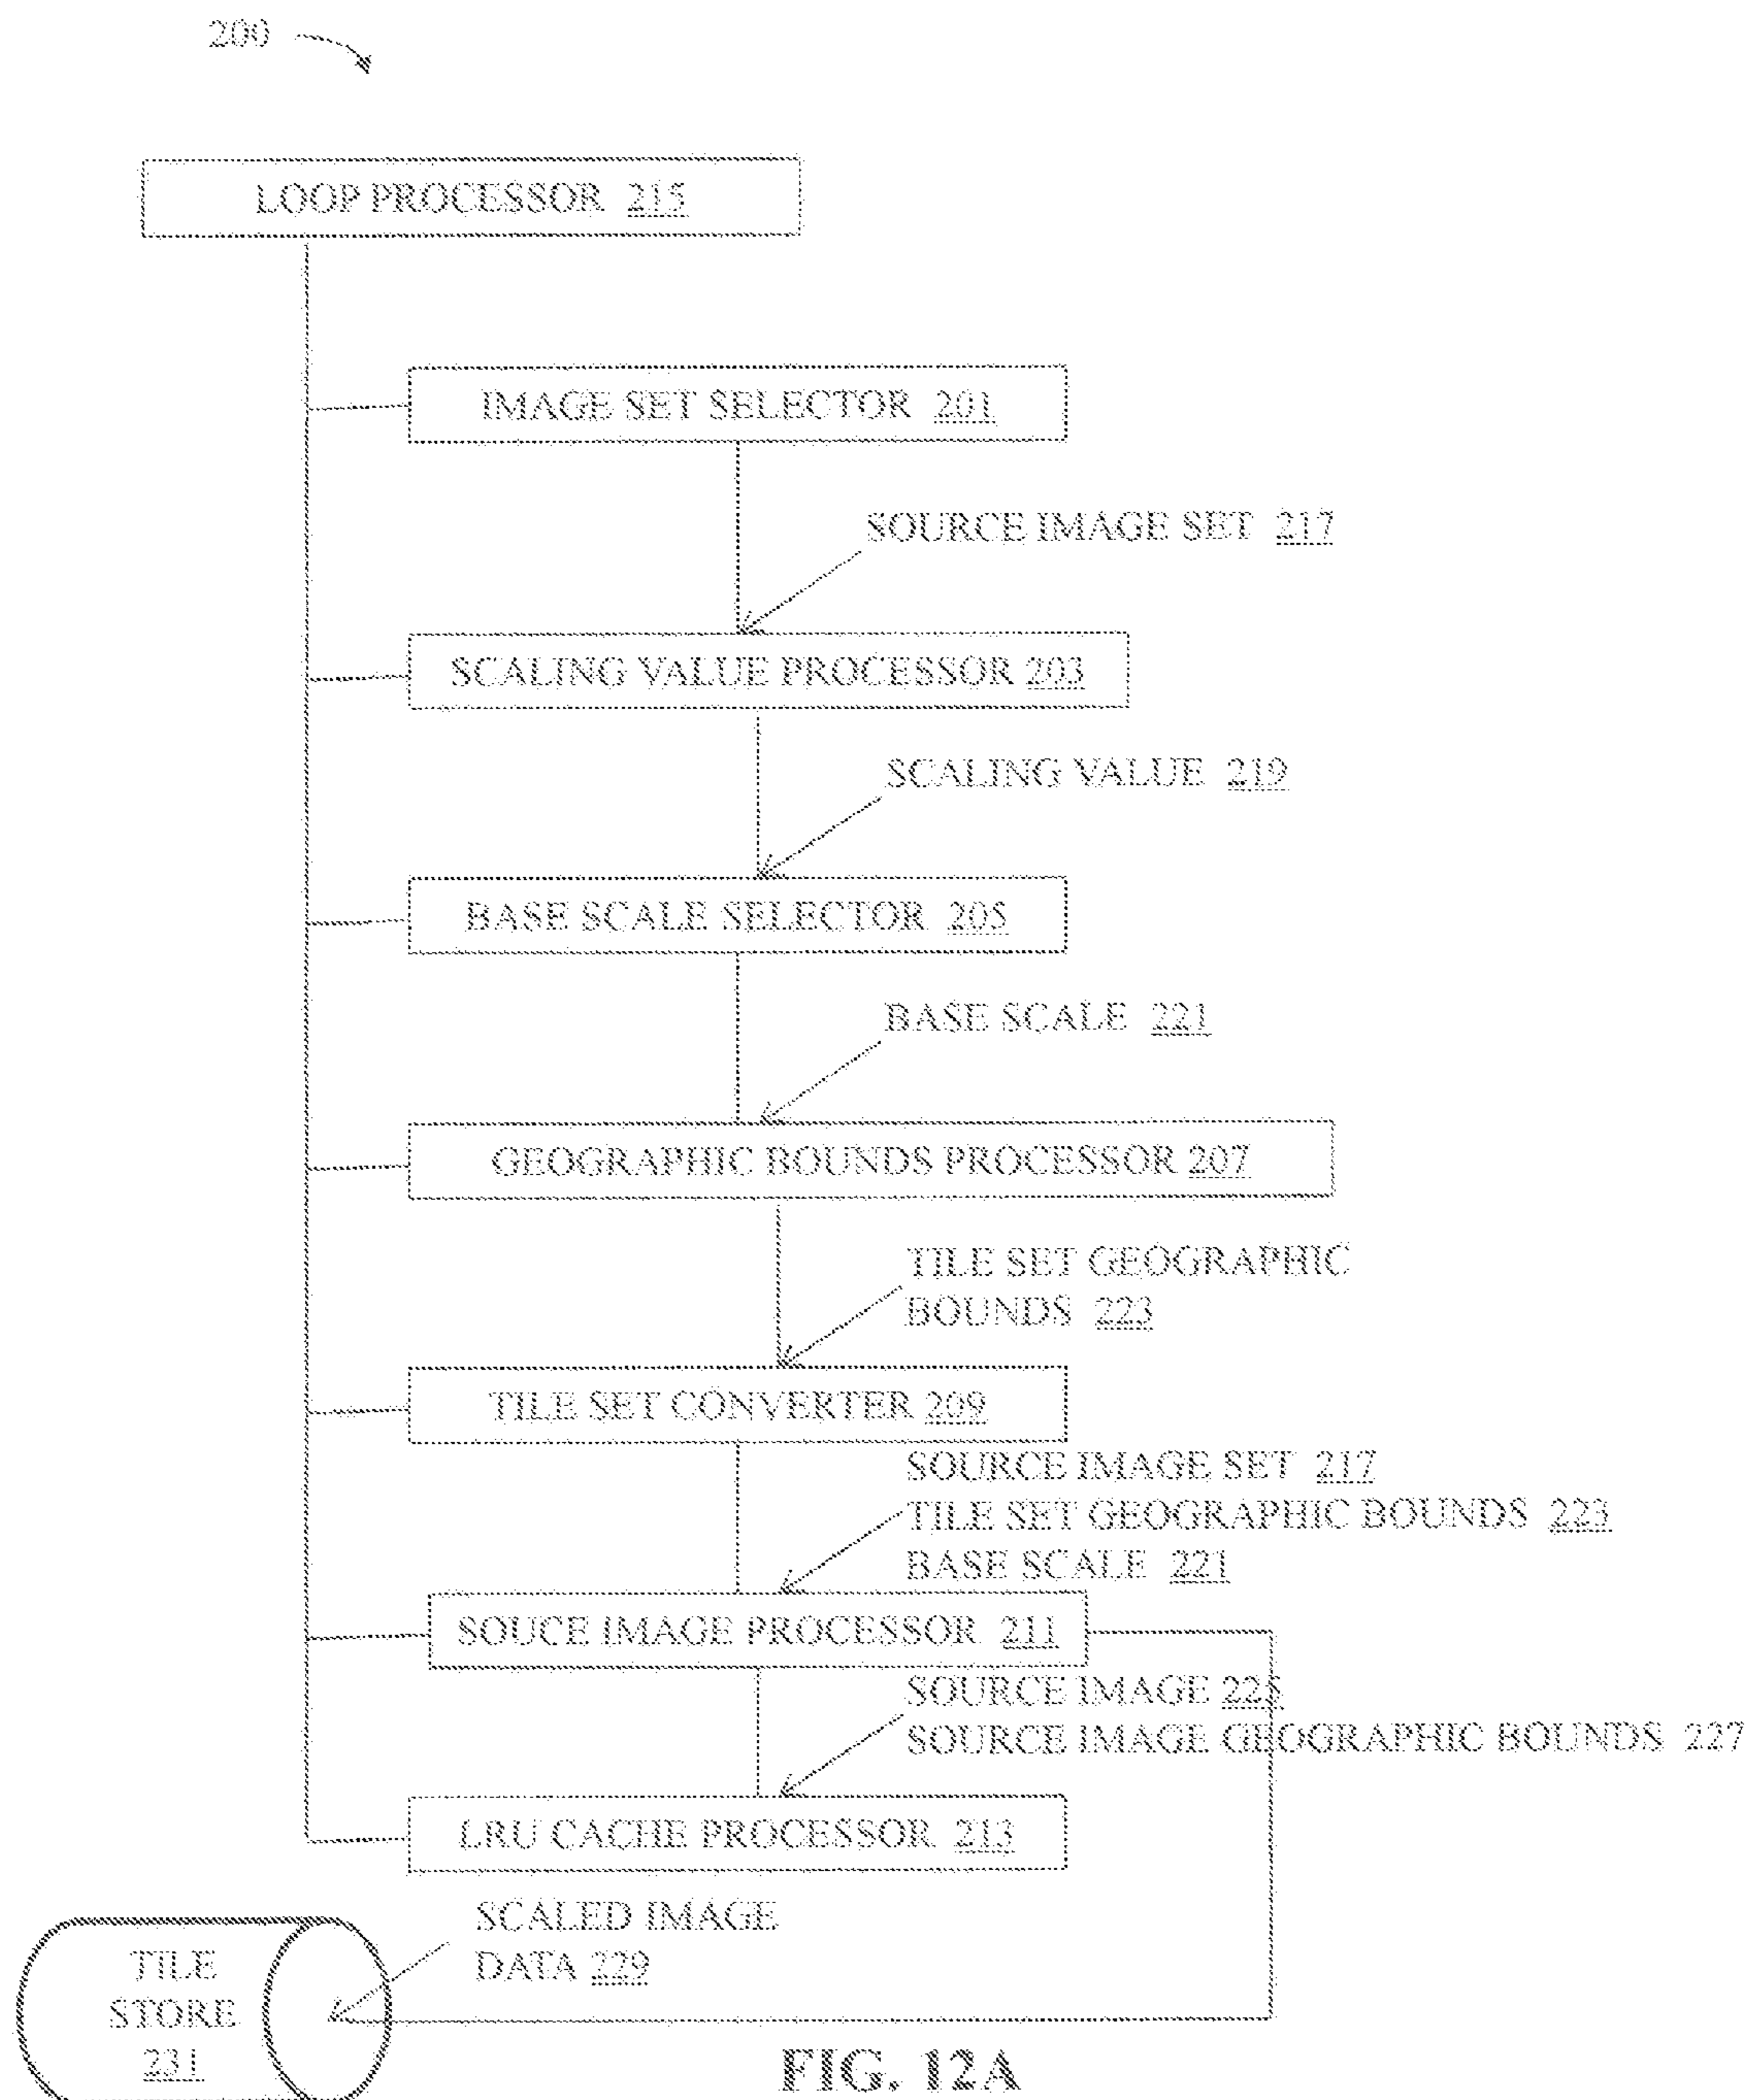 200
LOOP PROCESSOR 215
IMAGE SET SELECTOR 201
SOURCE IMAGE SET 217
SCALING VALUE PROCESSOR 203
SCALING VALUE 219
BASE SCALE SELECTOR 205
BASE SCALE 221
GEOGRAPHIC BOUNDS PROCESSOR 207
TILE SET GEOGRAPHIC
BOUNDS 223
TILE SET CONVERTER 209
SOURCE IMAGE SET 217
TILE SET GEOGRAPHIC BOUNDS 223
BASE SCALE 221
SOUCE IMAGE PROCESSOR 211
SOURCE IMAGE 225
SOURCE IMAGE GEOGRAPHIC BOUNDS 227
LRU CACHE PROCESSOR 213
SCALED IMAGE
DATA 229
TILE
STORE
231
FIG. 12A